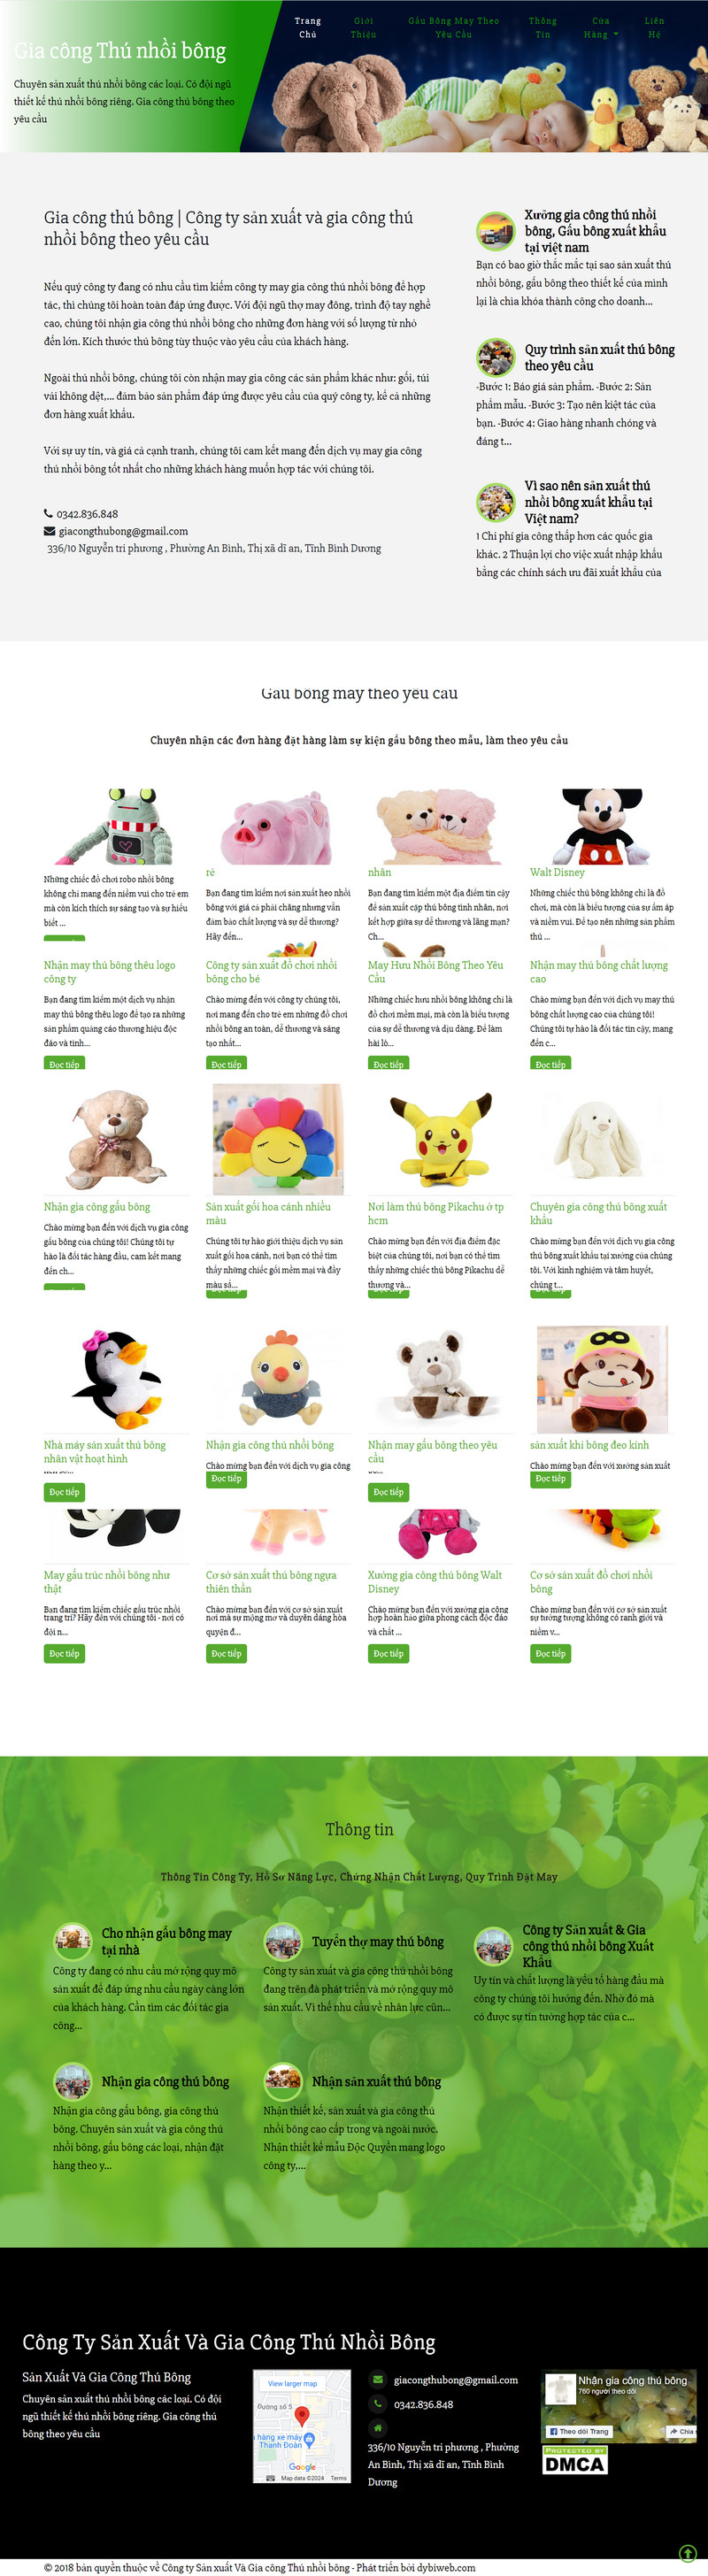 Trang Chủ
Giới Thiệu
Gấu Bông May Theo Yêu Cầu
Thông Tin
Cửa Hàng
Liên Hệ
Gia công Thú nhồi bông
Chuyên sản xuất thú nhồi bông các loại. Có đội ngũ
thiết kế thú nhồi bông riêng. Gia công thú bông theo
yêu cầu
Gia công thú bông | Công ty sản xuất và gia công thú
nhồi bông theo yêu cầu
Nếu quý công ty đang có nhu cầu tìm kiếm công ty may gia công thú nhồi bông để hợp
tác, thì chúng tôi hoàn toàn đáp ứng được. Với đội ngũ thợ may đông, trình độ tay nghề
cao, chúng tôi nhận gia công thú nhồi bông cho những đơn hàng với số lượng từ nhỏ
đến lớn. Kích thước thú bông tùy thuộc vào yêu cầu của khách hàng.
Ngoài thú nhồi bông, chúng tôi còn nhận may gia công các sản phẩm khác như: gối, túi
vải không dệt,... đảm bảo sản phẩm đáp ứng được yêu cầu của quý công ty, kể cả những
đơn hàng xuất khẩu.
Với sự uy tín, và giá cả cạnh tranh, chúng tôi cam kết mang đến dịch vụ may gia công
thú nhồi bông tốt nhất cho những khách hàng muốn hợp tác với chúng tôi.
0342.836.848
giacongthubong@gmail.com
336/10 Nguyễn tri phương , Phường An Bình, Thị xã dĩ an, Tỉnh Bình Dương
Xưởng gia công thú nhồi
bông, Gấu bông xuất khẩu
tại việt nam
Bạn có bao giờ thắc mắc tại sao sản xuất thú
nhồi bông, gấu bông theo thiết kế của mình
lại là chìa khóa thành công cho doanh...
Quy trình sản xuất thú bông
theo yêu cầu
-Bước 1: Báo giá sản phẩm. -Bước 2: Sản
phẩm mẫu. -Bước 3: Tạo nên kiệt tác của
bạn. -Bước 4: Giao hàng nhanh chóng và
đáng t...
Vì sao nên sản xuất thú
nhồi bông xuất khẩu tại
Việt nam?
1 Chi phí gia công thấp hơn các quốc gia
khác. 2 Thuận lợi cho việc xuất nhập khẩu
bằng các chính sách ưu đãi xuất khẩu của
Gấu bông may theo yêu cầu
Chuyên nhận các đơn hàng đặt hàng làm sự kiện gấu bông theo mẫu, làm theo yêu cầu
Những chiếc đồ chơi robo nhồi bông
không chỉ mang đến niềm vui cho trẻ em
mà còn kích thích sự sáng tạo và sự hiểu
biết ...
rẻ
Bạn đang tìm kiếm nơi sản xuất heo nhồi
bông với giá cả phải chăng nhưng vẫn
đảm bảo chất lượng và sự dễ thương?
Hãy đến...
nhân
Bạn đang tìm kiếm một địa điểm tin cậy
để sản xuất cặp thú bông tình nhân, nơi
kết hợp giữa sự dễ thương và lãng mạn?
Ch...
Walt Disney
Những chiếc thú bông không chỉ là đồ
chơi, mà còn là biểu tượng của sự ấm áp
và niềm vui. Để tạo nên những sản phẩm
thú ...
Nhận may thú bông thêu logo
công ty
Bạn đang tìm kiếm một dịch vụ nhận
may thú bông thêu logo để tạo ra những
sản phẩm quảng cáo thương hiệu độc
đáo và tinh...
Đọc tiếp
Công ty sản xuất đồ chơi nhồi
bông cho bé
Chào mừng đến với công ty chúng tôi,
nơi mang đến cho trẻ em những đồ chơi
nhồi bông an toàn, dễ thương và sáng
tạo nhất...
Đọc tiếp
May Hưu Nhồi Bông Theo Yêu
Cầu
Những chiếc hưu nhồi bông không chỉ là
đồ chơi mềm mại, mà còn là biểu tượng
của sự dễ thương và dịu dàng. Để làm
hài lò...
Đọc tiếp
Nhận may thú bông chất lượng
cao
Chào mừng bạn đến với dịch vụ may thú
bông chất lượng cao của chúng tôi!
Chúng tôi tự hào là đối tác tin cậy, mang
đến c...
Đọc tiếp
Nhận gia công gấu bông
Chào mừng bạn đến với dịch vụ gia công
gấu bông của chúng tôi! Chúng tôi tự
hào là đối tác hàng đầu, cam kết mang
đến ch...
Sản xuất gối hoa cánh nhiều
màu
Chúng tôi tự hào giới thiệu dịch vụ sản
xuất gối hoa cánh, nơi bạn có thể tìm
thấy những chiếc gối mềm mại và đầy
màu sắ...
Nơi làm thú bông Pikachu ở tp
hcm
Chào mừng bạn đến với địa điểm đặc
biệt của chúng tôi, nơi bạn có thể tìm
thấy những chiếc thú bông Pikachu dễ
thương và...
Chuyên gia công thú bông xuất
khẩu
Chào mừng bạn đến với dịch vụ gia công
thú bông xuất khẩu tại xưởng của chúng
tôi. Với kinh nghiệm và tâm huyết,
chúng t...
Nhà máy sản xuất thú bông
nhân vật hoạt hình
Đọc tiếp
Nhận gia công thú nhồi bông
Chào mừng bạn đến với dịch vụ gia công
Đọc tiếp
Nhận may gấu bông theo yêu
cầu
Đọc tiếp
sản xuất khỉ bông đeo kính
Chào mừng bạn đến với xưởng sản xuất
Đọc tiếp
May gấu trúc nhồi bông như
thật
Bạn đang tìm kiếm chiếc gấu trúc nhồi
trang trí? Hãy đến với chúng tôi - nơi có
đội n...
Đọc tiếp
Cơ sở sản xuất thú bông ngựa
thiên thần
Chào mừng bạn đến với cơ sở sản xuất
nơi mà sự mộng mơ và duyên dáng hòa
quyện đ...
Đọc tiếp
Xưởng gia công thú bông Walt
Disney
Chào mừng bạn đến với xưởng gia công
hợp hoàn hảo giữa phong cách độc đáo
và chất ...
Đọc tiếp
Cơ sở sản xuất đồ chơi nhồi
bông
Chào mừng bạn đến với cơ sở sản xuất
sự tưởng tượng không có ranh giới và
niềm v...
Đọc tiếp
Thông tin
Thông Tin Công Ty, Hồ Sơ Năng Lực, Chứng Nhận Chất Lượng, Quy Trình Đặt May
Cho nhận gấu bông may
tại nhà
Công ty đang có nhu cầu mở rộng quy mô
sản xuất để đáp ứng nhu cầu ngày càng lớn
của khách hàng. Cần tìm các đối tác gia
công...
Tuyển thợ may thú bông
Công ty sản xuất và gia công thú nhồi bông
đang trên đà phát triển và mở rộng quy mô
sản xuất. Vì thế nhu cầu về nhân lực cũn...
Công ty Sản xuất & Gia
công thú nhồi bông Xuất
Khẩu
Uy tín và chất lượng là yếu tố hàng đầu mà
công ty chúng tôi hướng đến. Nhờ đó mà
có được sự tin tưởng hợp tác của c...
Nhận gia công thú bông
Nhận gia công gấu bông, gia công thú
bông. Chuyên sản xuất và gia công thú
nhồi bông, gấu bông các loại, nhận đặt
hàng theo y...
Nhận sản xuất thú bông
Nhận thiết kế, sản xuất và gia công thú
nhồi bông cao cấp trong và ngoài nước.
Nhận thiết kế mẫu Độc Quyền mang logo
công ty,...
Công Ty Sản Xuất Và Gia Công Thú Nhồi Bông
Sản Xuất Và Gia Công Thú Bông
Chuyên sản xuất thú nhồi bông các loại. Có đội
ngũ thiết kế thú nhồi bông riêng. Gia công thú
bông theo yêu cầu
View larger map
Đường số 5
hàng xe máy
Thanh Đoàn
Google
Map data ©2024 Terms
giacongthubong@gmail.com
0342.836.848
336/10 Nguyễn tri phương , Phường
An Bình, Thị xã dĩ an, Tỉnh Bình
Dương
Nhận gia công thú bông
760 người theo dõi
Theo dõi Trang
Chia
PROTECTED BY
DMCA
© 2018 bản quyền thuộc về Công ty Sản xuất Và Gia công Thú nhồi bông - Phát triển bởi dybiweb.com